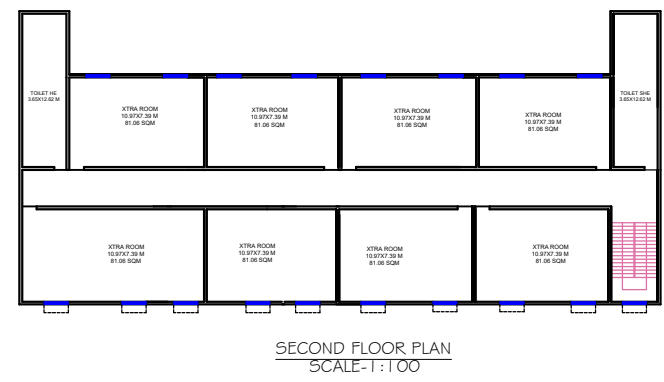 TOILET HE
3.65X12.62 M
XTRA ROOM
10.97X7.39 M
81.06 SQM
XTRA ROOM
10.97X7.39 M
81.06 SQM
XTRA ROOM
10.97X7.39 M
81.06 SQM
XTRA ROOM
10.97X7.39 M
81.06 SQM
TOILET SHE
3.65X12.62 M
XTRA ROOM
10.97X7.39 M
81.06 SQM
XTRA ROOM
10.97X7.39 M
81.06 SQM
XTRA ROOM
10.97X7.39 M
81.06 SQM
XTRA ROOM
10.97X7.39 M
81.06 SQM
SECOND FLOOR PLAN
SCALE-1:100